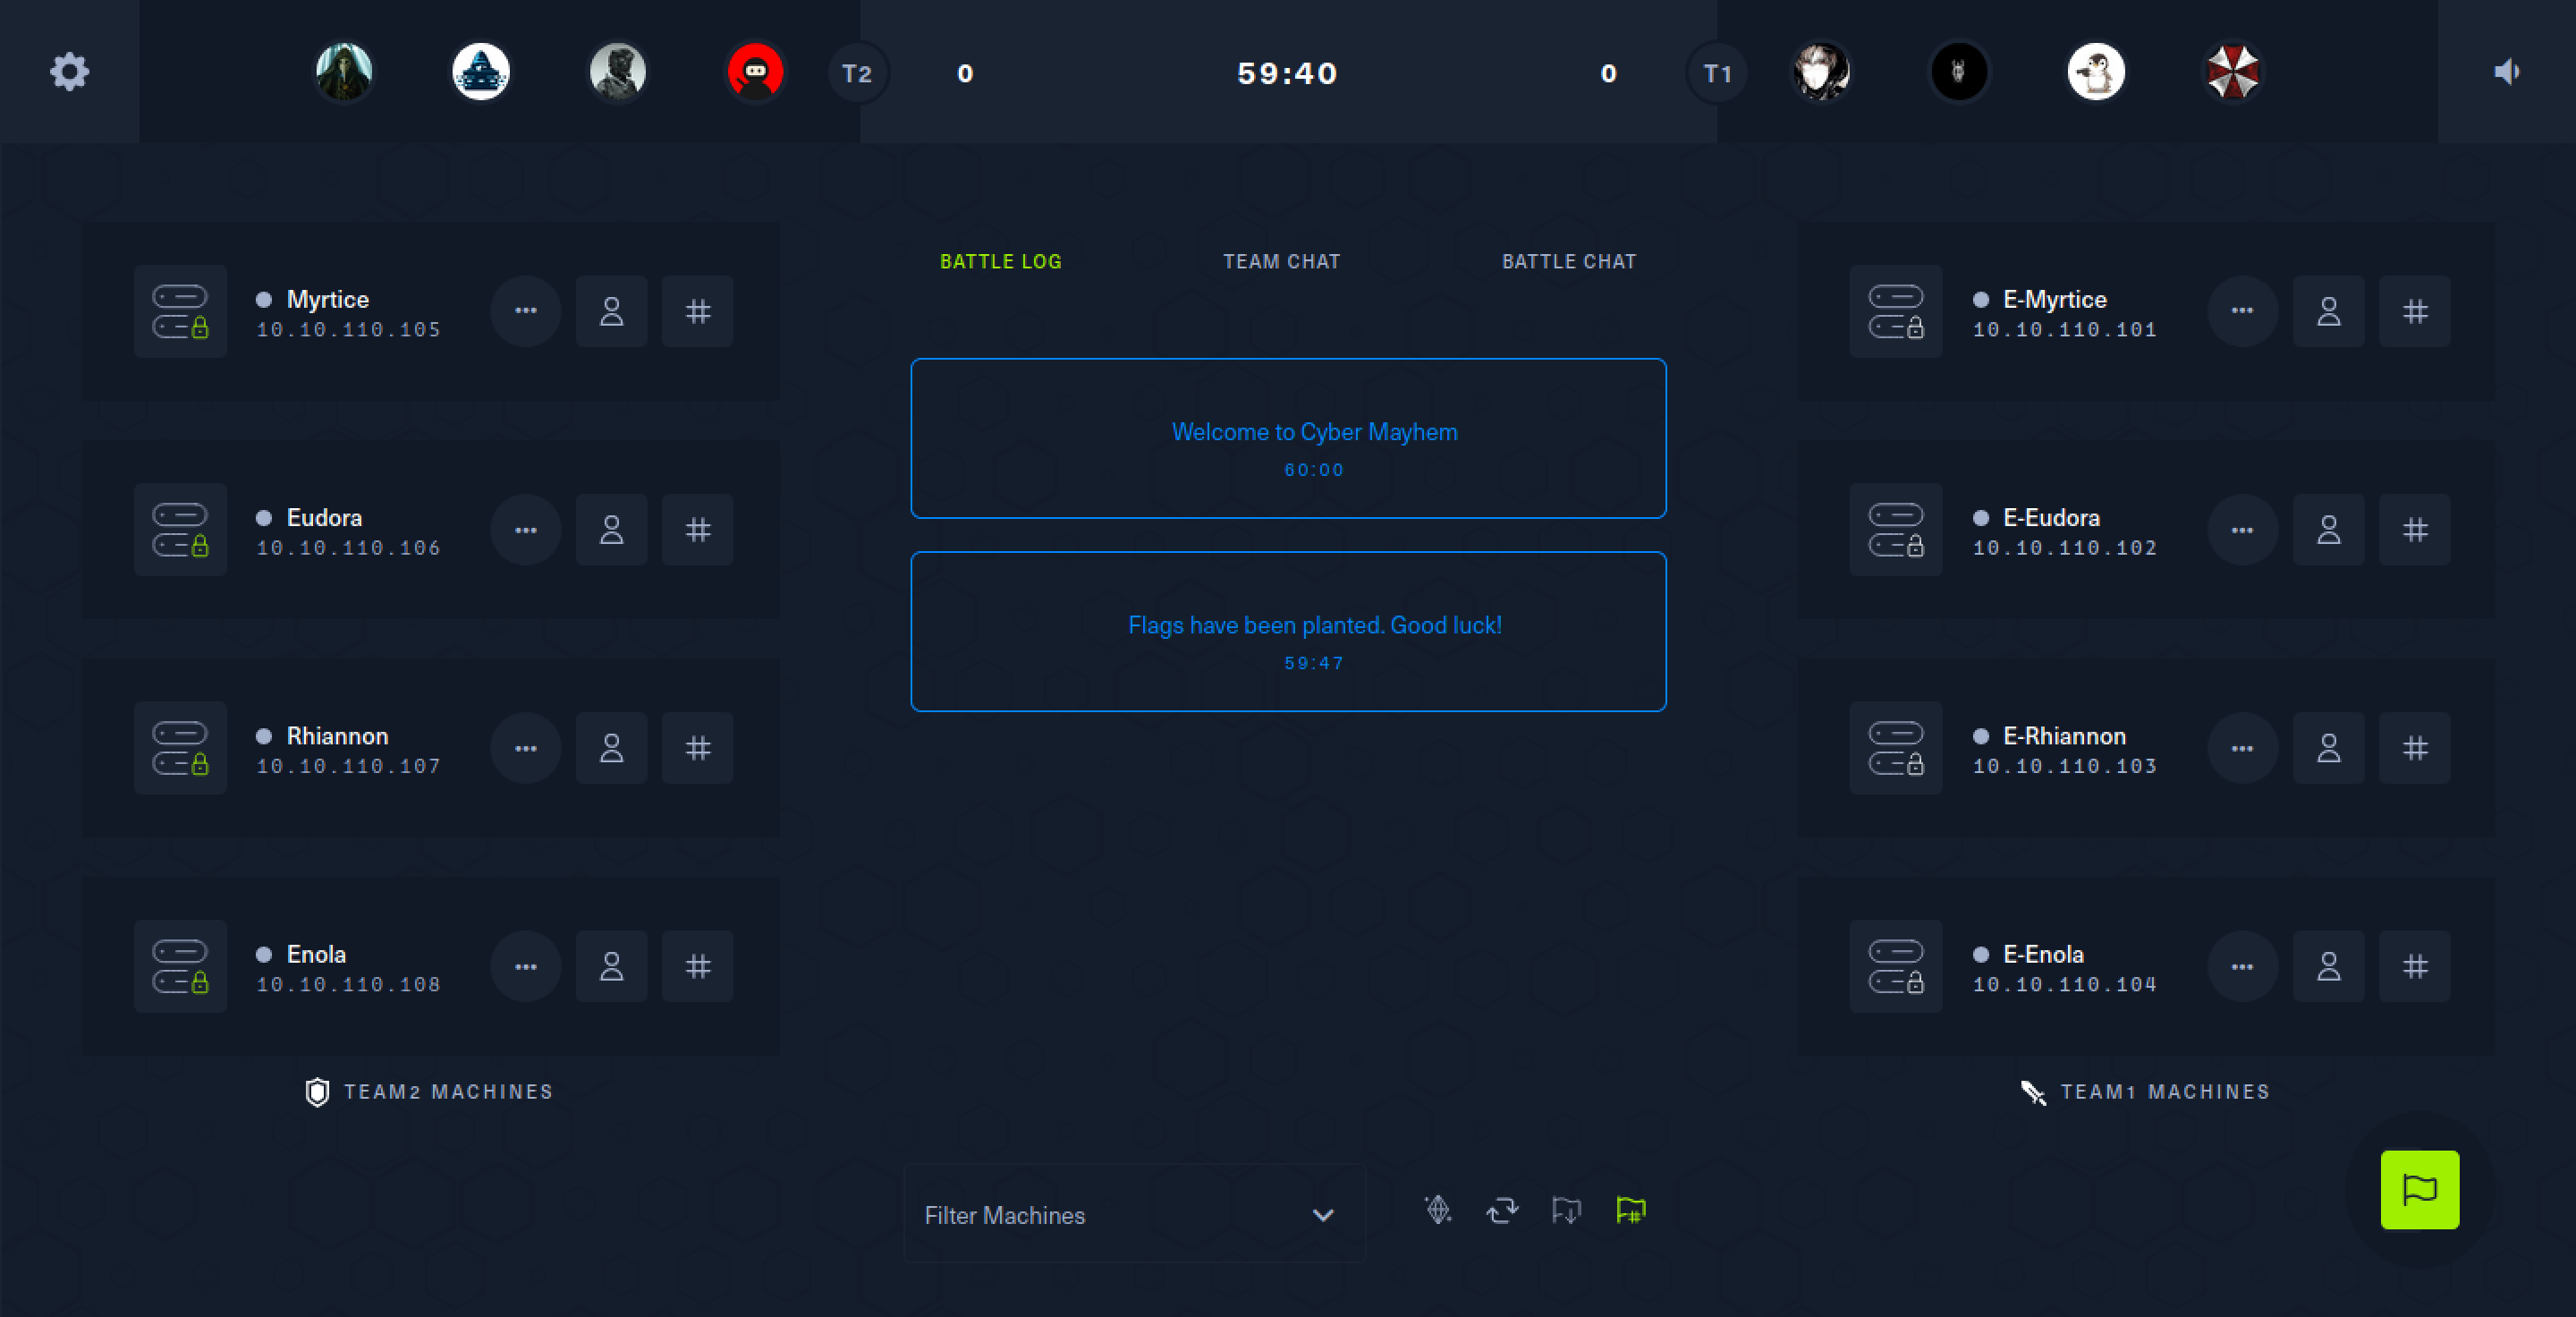 T2
0
59:40
0
T1
Myrtice
10.10.110.105
Eudora
10.10.110.106
Rhiannon
10.10.110.107
Enola
10.10.110.108
TEAM2 MACHINES
BATTLE LOG
TEAM CHAT
BATTLE CHAT
Welcome to Cyber Mayhem
60:00
Flags have been planted. Good luck!
59:47
Filter Machines
E-Myrtice
10.10.110.101
E-Eudora
10.10.110.102
E-Rhiannon
10.10.110.103
E-Enola
10.10.110.104
TEAM1 MACHINES